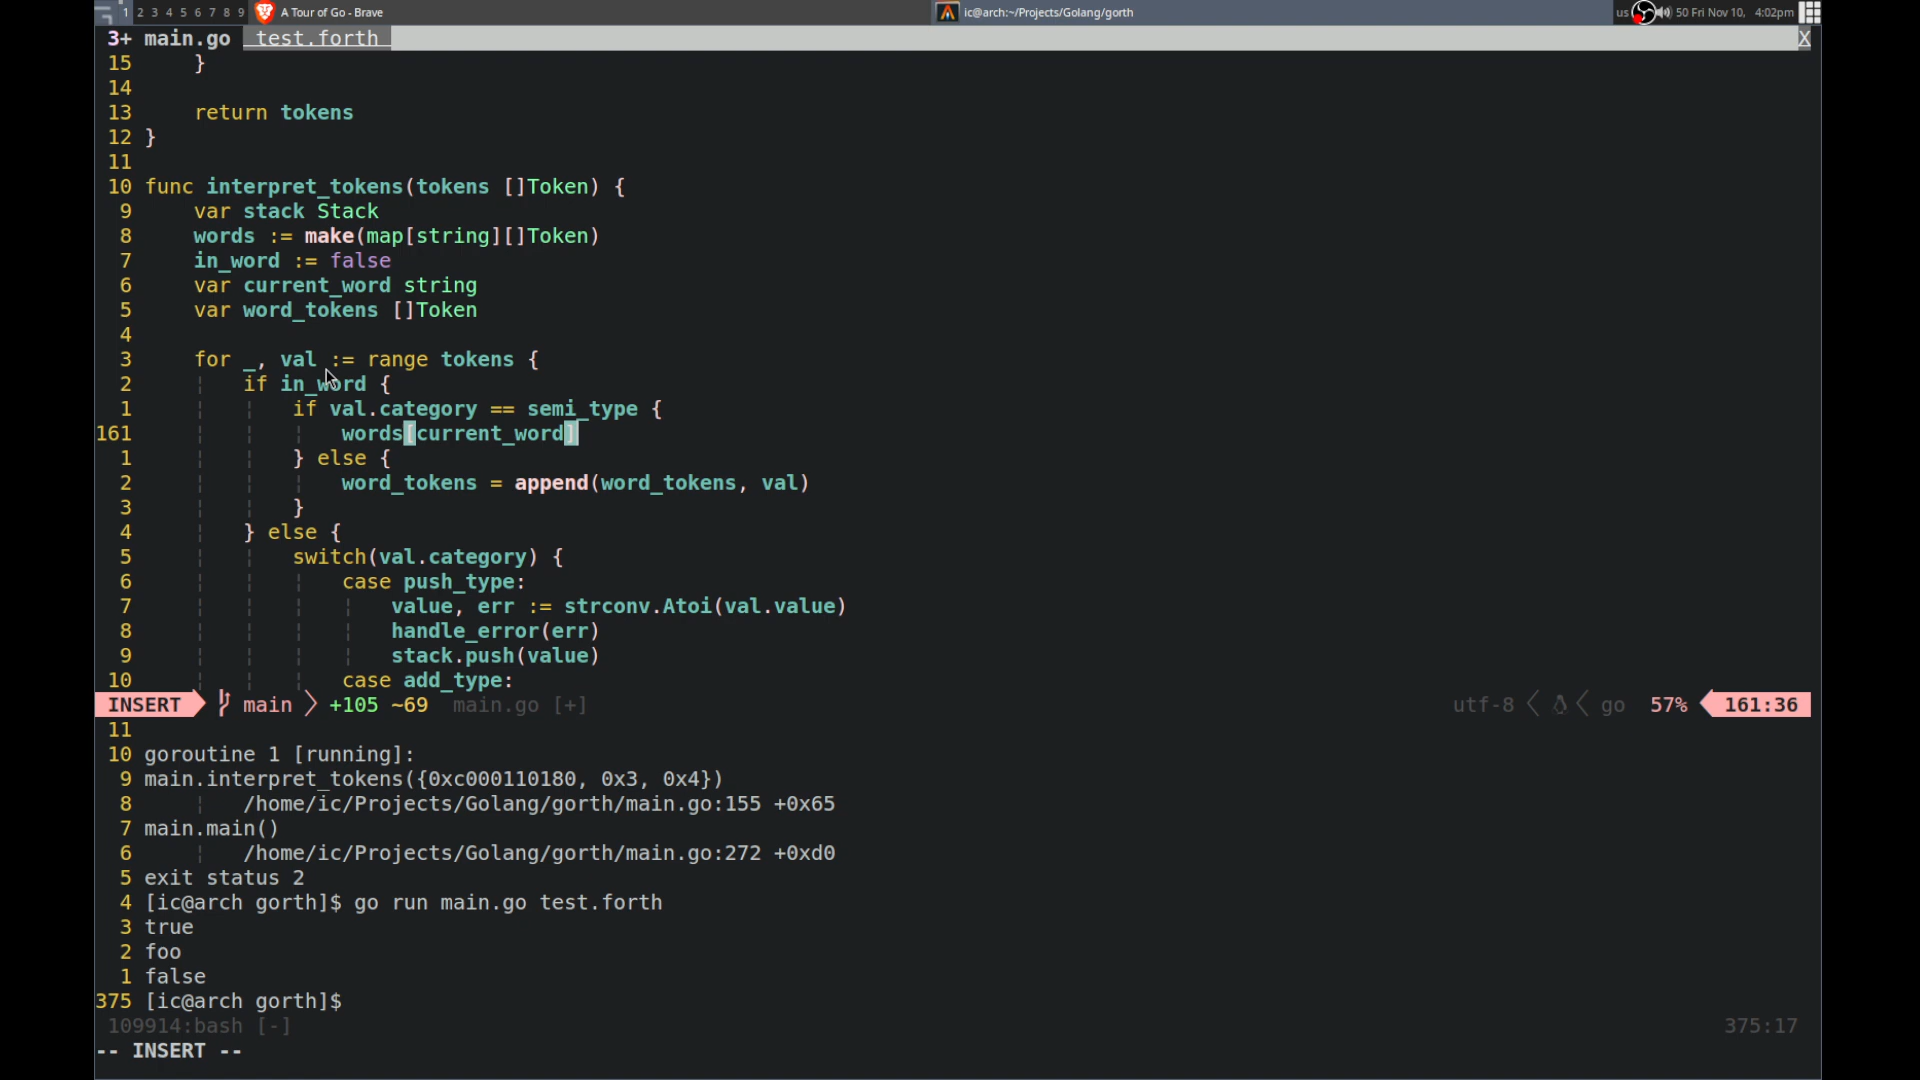 1 2 3 4 5 6 7 8 9 A Tour of Go - Brave ic@arch:~/Projects/Golang/gorth us 50 Fri Nov 10, 4:02pm
3+ main.go test.forth X
15 }
14
13 return tokens
12 }
11
10 func interpret_tokens(tokens []Token) {
9 var stack Stack
8 words := make(map[string][]Token)
7 in_word := false
6 var current_word string
5 var word_tokens []Token
4
3 for _, val := range tokens {
2 if in_word {
1 if val.category == semi_type {
161 words[current_word]
1 } else {
2 word_tokens = append(word_tokens, val)
3 }
4 } else {
5 switch(val.category) {
6 case push_type:
7 value, err := strconv.Atoi(val.value)
8 handle_error(err)
9 stack.push(value)
10 case add_type:
INSERT main +105 ~69 main.go [+] utf-8 go 57% 161:36
11
10 goroutine 1 [running]:
9 main.interpret_tokens({0xc000110180, 0x3, 0x4})
8 /home/ic/Projects/Golang/gorth/main.go:155 +0x65
7 main.main()
6 /home/ic/Projects/Golang/gorth/main.go:272 +0xd0
5 exit status 2
4 [ic@arch gorth]$ go run main.go test.forth
3 true
2 foo
1 false
375 [ic@arch gorth]$
109914:bash [-] 375:17
-- INSERT --